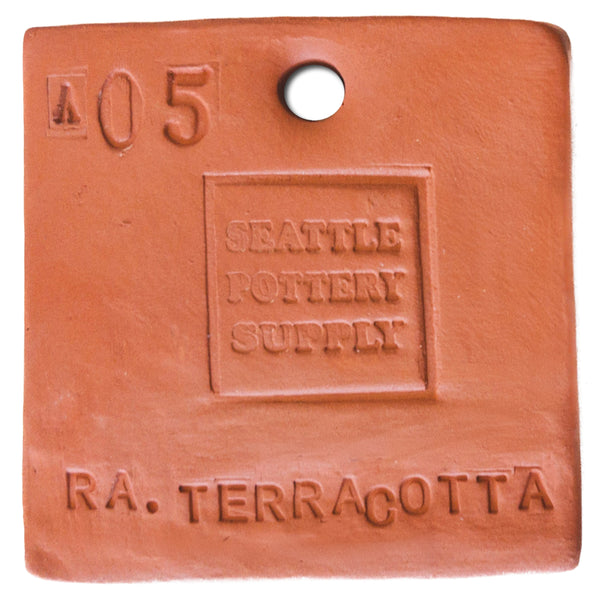 ▲05
SEATTLE
POTTERY
SUPPLY
RA. TERRACOTTA